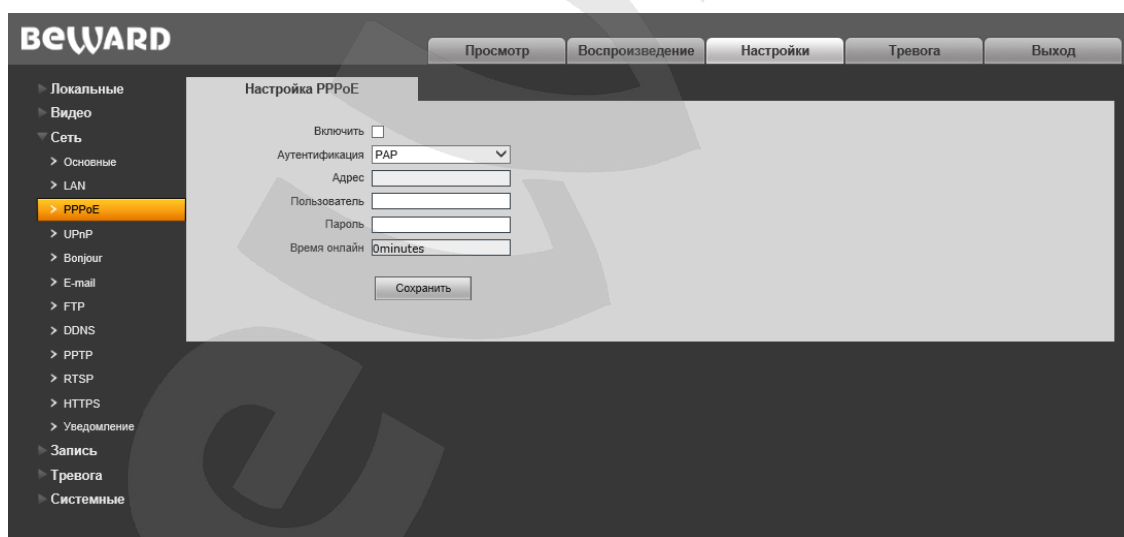 BEWARD
Просмотр
Воспроизведение
Настройки
Тревога
Выход
Локальные
Видео
Сеть
> Основные
> LAN
> PPPoE
> UPnP
> Bonjour
> E-mail
> FTP
> DDNS
> PPTP
> RTSP
> HTTPS
> Уведомление
Запись
Тревога
Системные
Настройка PPPoE
Включить
Аутентификация PAP
Адрес
Пользователь
Пароль
Время онлайн 0minutes
Сохранить